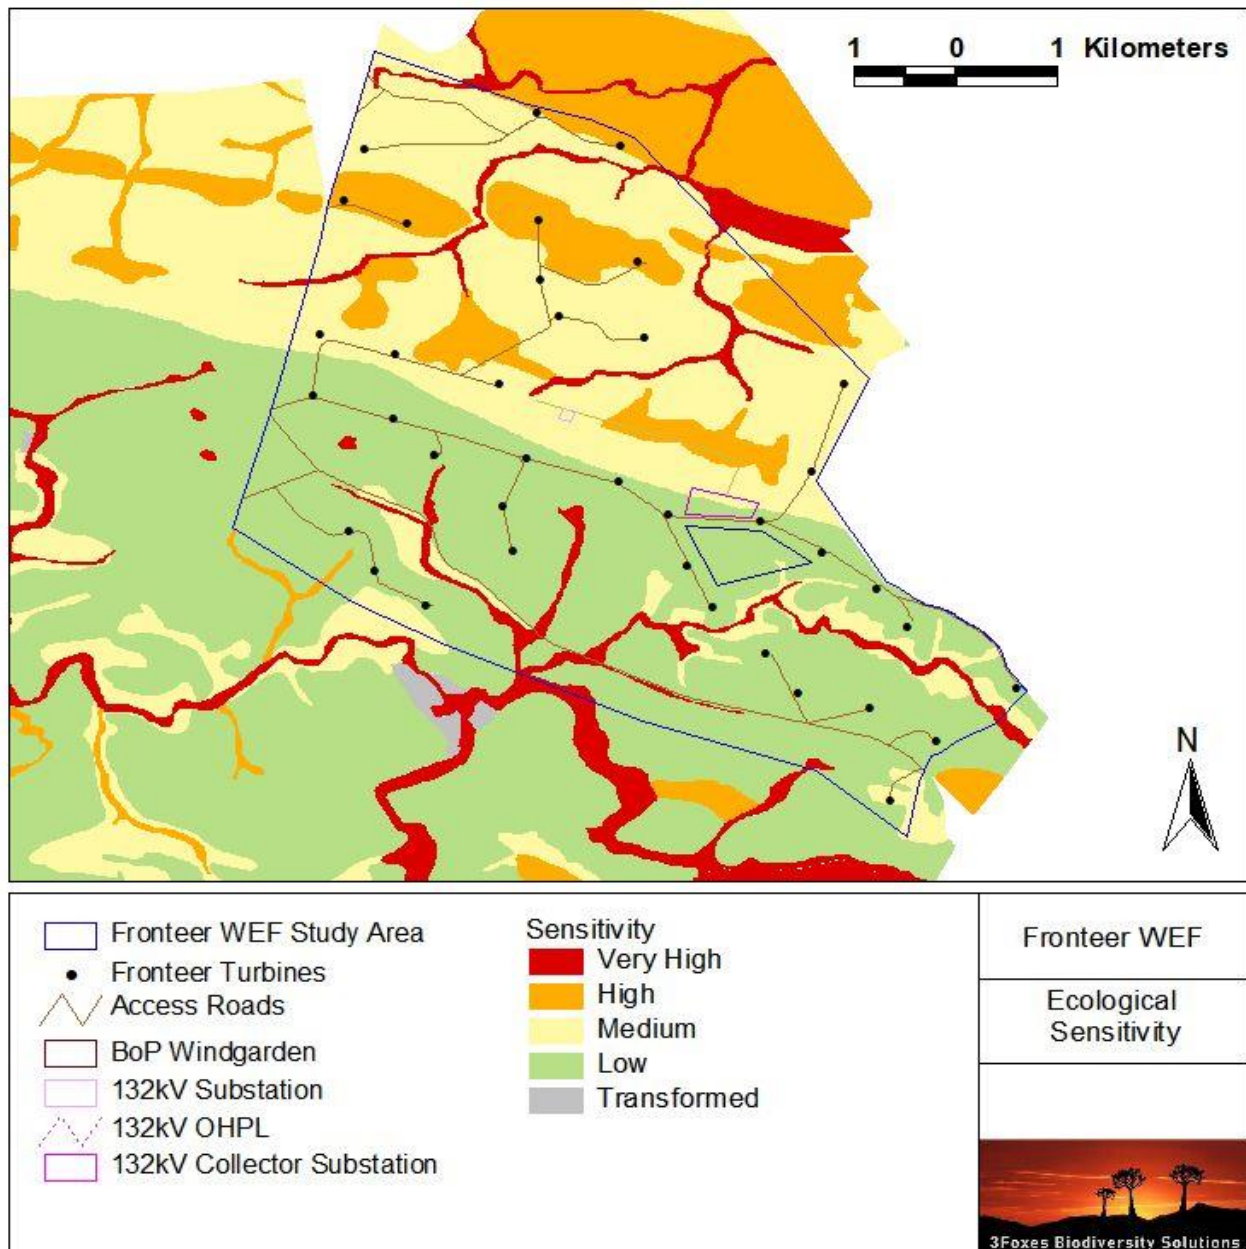 1 0 1 Kilometers
N
Fronteer WEF Study Area
Fronteer Turbines
Access Roads
BoP Windgarden
132kV Substation
132kV OHPL
132kV Collector Substation
Sensitivity
Very High
High
Medium
Low
Transformed
Fronteer WEF
Ecological
Sensitivity
3Foxes Biodiversity Solutions